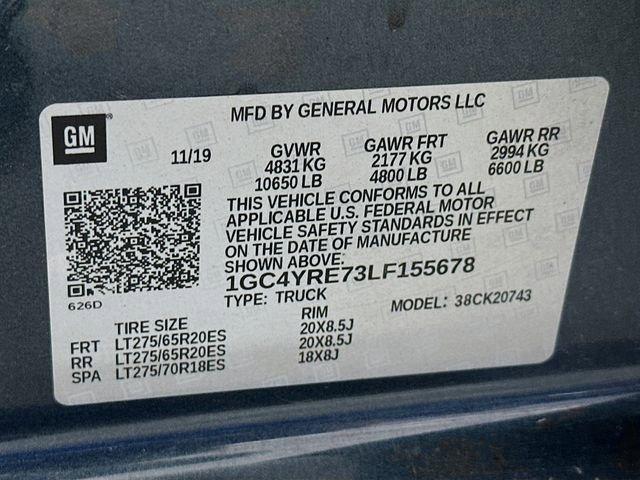 GM
MFD BY GENERAL MOTORS LLC
11/19 GVWR GAWR FRT GAWR RR
4831 KG 2177 KG 2994 KG
10650 LB 4800 LB 6600 LB
THIS VEHICLE CONFORMS TO ALL
APPLICABLE U.S. FEDERAL MOTOR
VEHICLE SAFETY STANDARDS IN EFFECT
ON THE DATE OF MANUFACTURE
SHOWN ABOVE.
1GC4YRE73LF155678
626D
TYPE: TRUCK MODEL: 38CK20743
TIRE SIZE RIM
FRT LT275/65R20ES 20X8.5J
RR LT275/65R20ES 20X8.5J
SPA LT275/70R18ES 18X8J